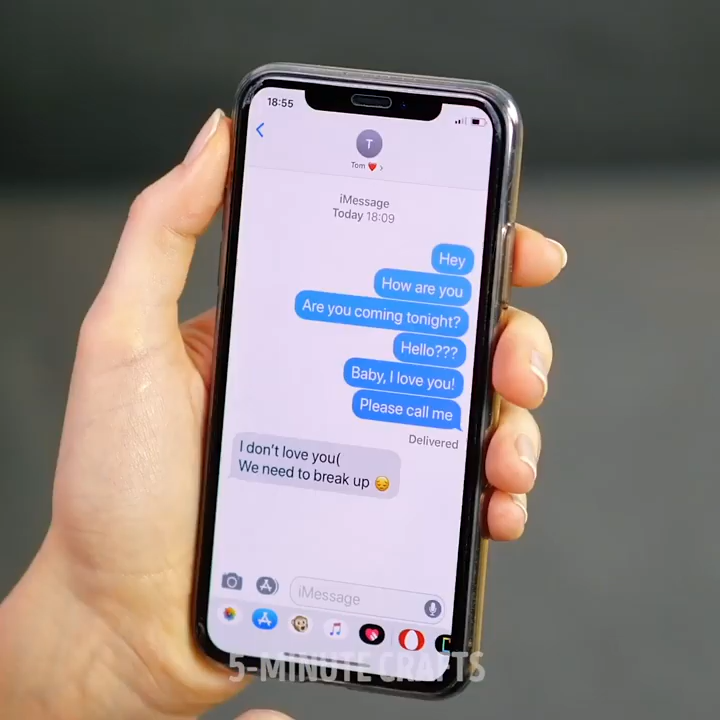 18:55
T
Tom ❤️ >
iMessage
Today 18:09
Hey
How are you
Are you coming tonight?
Hello???
Baby, I love you!
Please call me
Delivered
I don't love you(
We need to break up 😔
iMessage
5-MINUTE CRAFTS